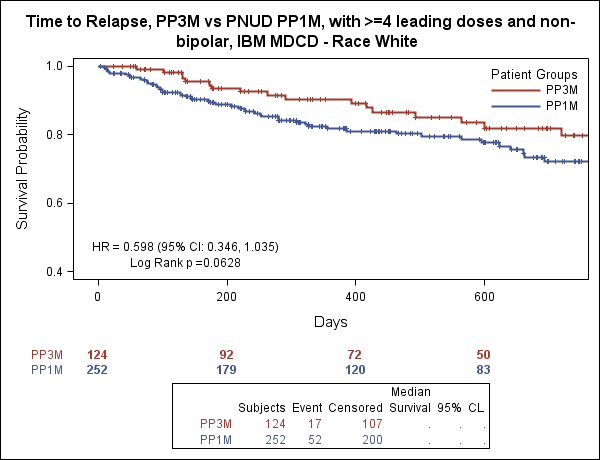 Time to Relapse, PP3M vs PNUD PP1M, with >=4 leading doses and non-
bipolar, IBM MDCD - Race White
Patient Groups
PP3M
PP1M
Survival Probability
1.0
0.8
0.6
0.4
HR = 0.598 (95% CI: 0.346, 1.035)
Log Rank p =0.0628
0 200 400 600
Days
PP3M 124 92 72 50
PP1M 252 179 120 83
Median
Subjects Event Censored Survival 95% CL
PP3M 124 17 107 . . .
PP1M 252 52 200 . . .